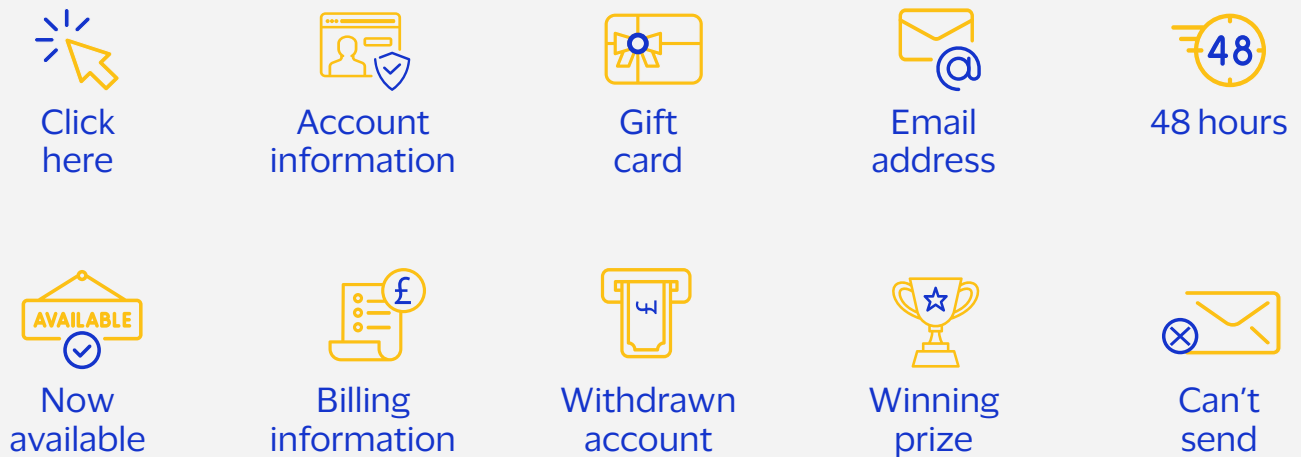 48
Click
here
Account
information
Gift
card
Email
address
48 hours
@
AVAILABLE
£
£
Now
available
Billing
information
Withdrawn
account
Winning
prize
Can't
send